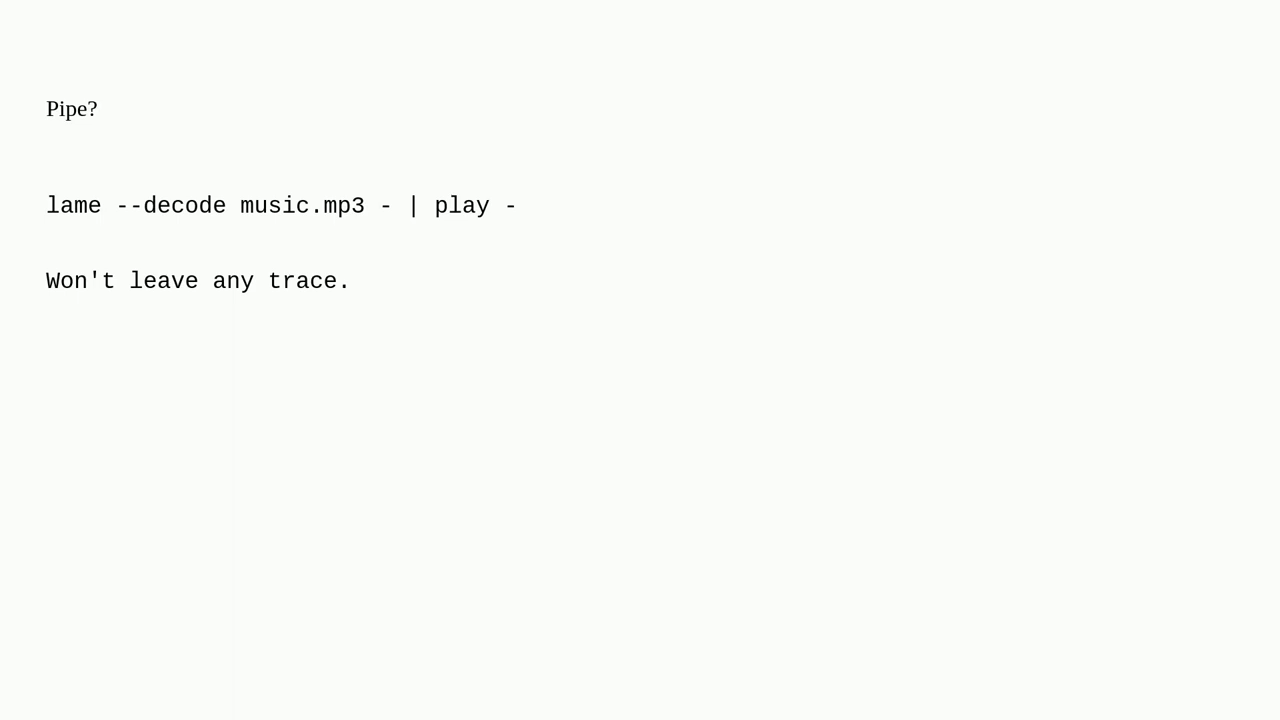 Pipe?
lame --decode music.mp3 - | play -
Won't leave any trace.